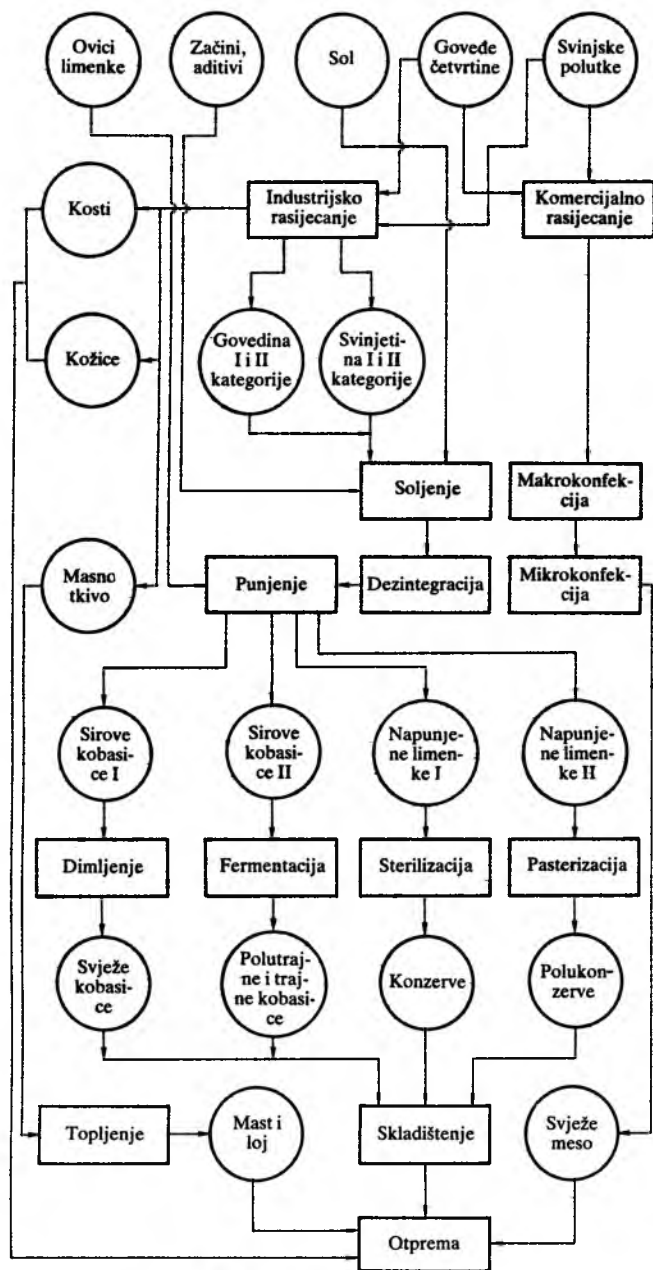 Ovici
limenke
Začini,
aditivi
Sol
Goveđe
četvrtine
Svinjske
polutke
Kosti
Industrijsko
rasijecanje
Komercijalno
rasijecanje
Kožice
Govedina
I i II
kategorije
Svinjeti-
na I i II
kategorije
Soljenje
Makrokonfek-
cija
Masno
tkivo
Punjenje
Dezintegracija
Mikrokonfek-
cija
Sirove
kobasi-
ce I
Sirove
kobasi-
ce II
Napunje-
ne limen-
ke I
Napunje-
ne limen-
ke H
Dimljenje
Fermentacija
Sterilizacija
Pasterizacija
Svježe
kobasi-
ce
Polutraj-
ne i traj-
ne kobasi-
ce
Konzerve
Polukon-
zerve
Topljenje
Mast i
loj
Skladištenje
Svježe
meso
Otprema